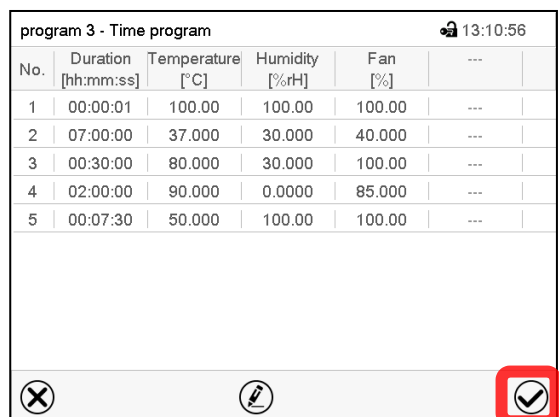 program 3 - Time program 13:10:56
No. Duration [hh:mm:ss] Temperature [°C] Humidity [%rH] Fan [%] ---
1 00:00:01 100.00 100.00 100.00 ---
2 07:00:00 37.000 30.000 40.000 ---
3 00:30:00 80.000 30.000 100.00 ---
4 02:00:00 90.000 0.0000 85.000 ---
5 00:07:30 50.000 100.00 100.00 ---